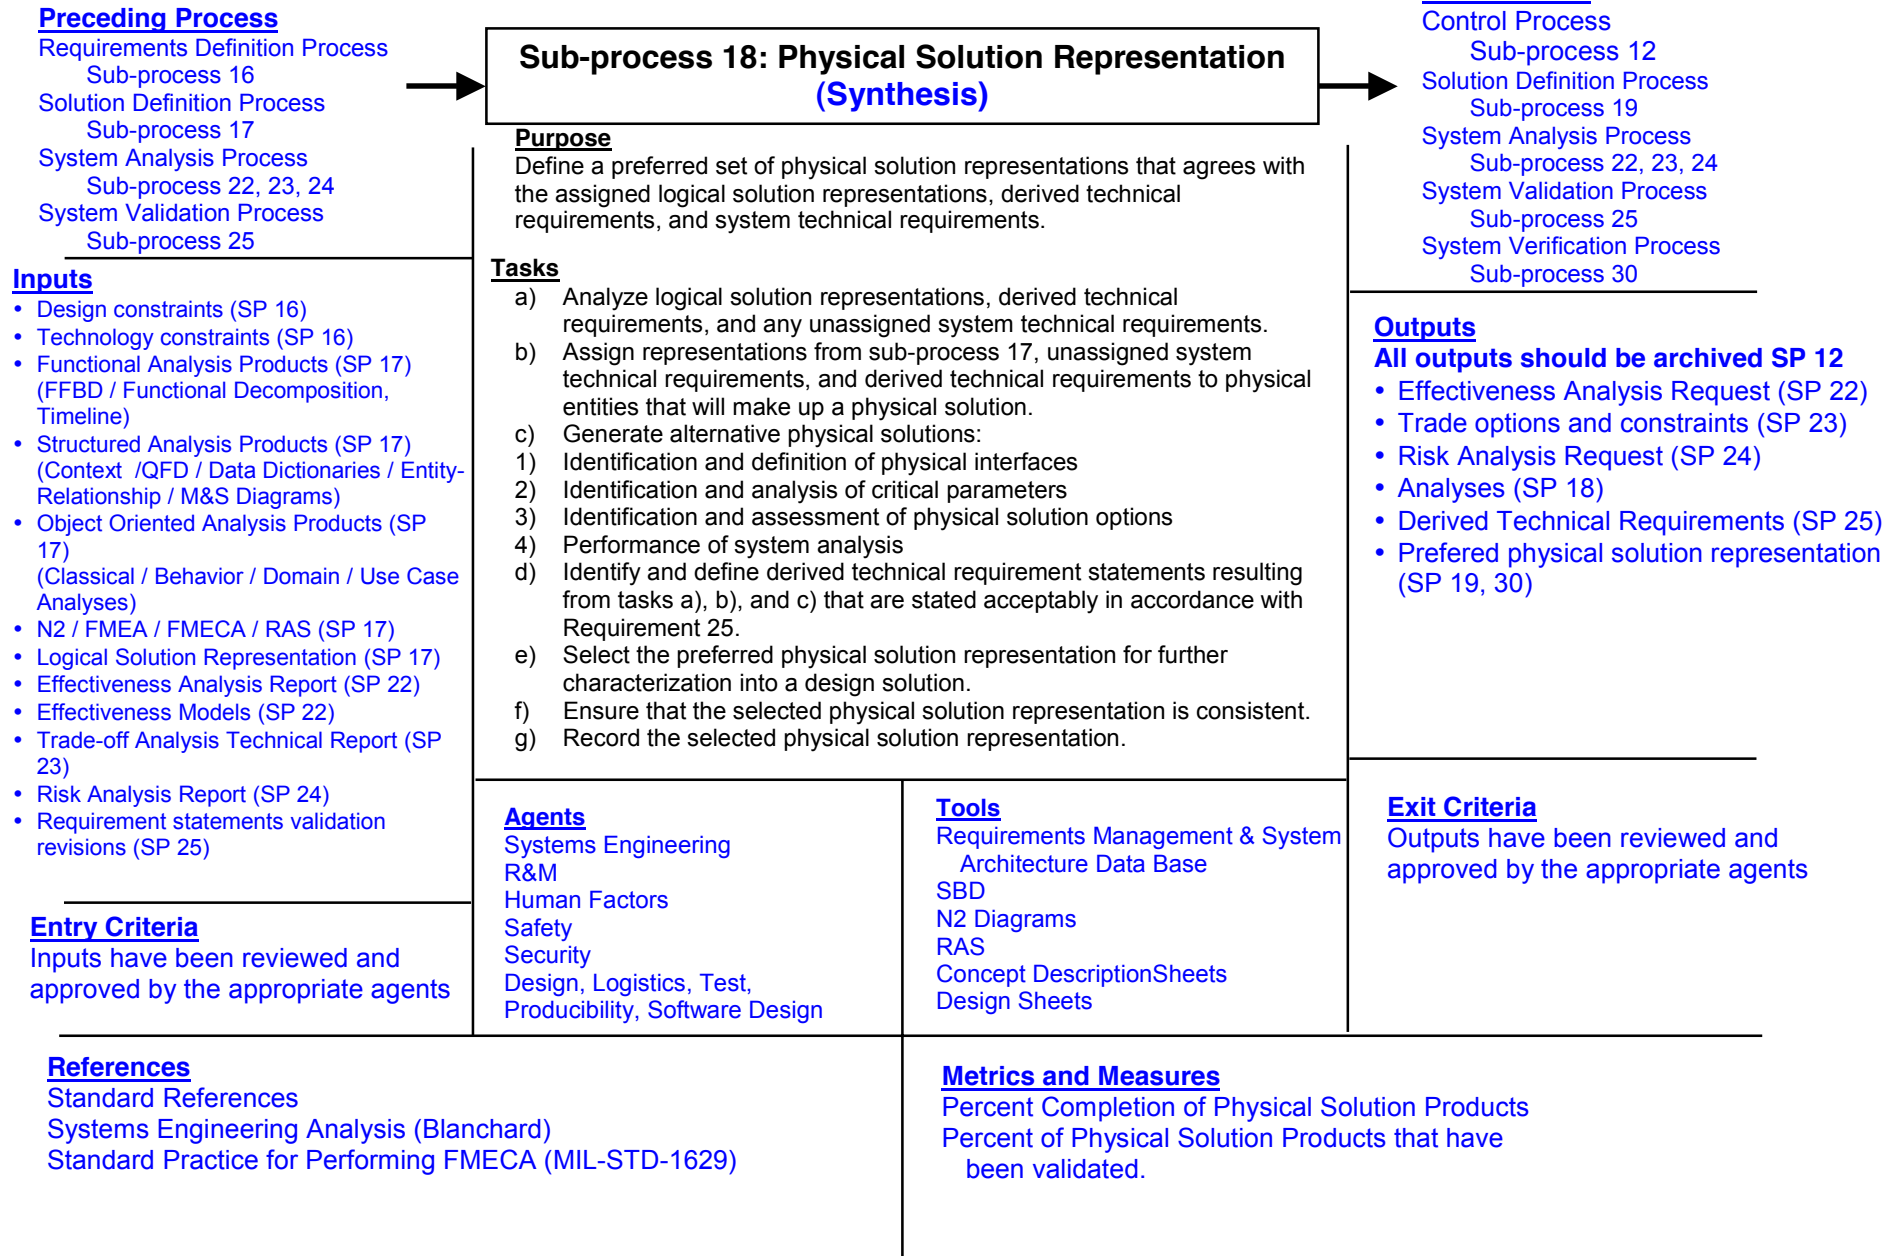 Preceding Process
Requirements Definition Process
Sub-process 16
Solution Definition Process
Sub-process 17
System Analysis Process
Sub-process 22, 23, 24
System Validation Process
Sub-process 25
Sub-process 18: Physical Solution Representation
(Synthesis)
Control Process
Sub-process 12
Solution Definition Process
Sub-process 19
System Analysis Process
Sub-process 22, 23, 24
System Validation Process
Sub-process 25
System Verification Process
Sub-process 30
Inputs
• Design constraints (SP 16)
• Technology constraints (SP 16)
• Functional Analysis Products (SP 17)
(FFBD / Functional Decomposition,
Timeline)
• Structured Analysis Products (SP 17)
(Context /QFD / Data Dictionaries / Entity-
Relationship / M&S Diagrams)
• Object Oriented Analysis Products (SP
17)
(Classical / Behavior / Domain / Use Case
Analyses)
• N2 / FMEA / FMECA / RAS (SP 17)
• Logical Solution Representation (SP 17)
• Effectiveness Analysis Report (SP 22)
• Effectiveness Models (SP 22)
• Trade-off Analysis Technical Report (SP
23)
• Risk Analysis Report (SP 24)
• Requirement statements validation
revisions (SP 25)
Entry Criteria
Inputs have been reviewed and
approved by the appropriate agents
Purpose
Define a preferred set of physical solution representations that agrees with
the assigned logical solution representations, derived technical
requirements, and system technical requirements.
Tasks
a) Analyze logical solution representations, derived technical
requirements, and any unassigned system technical requirements.
b) Assign representations from sub-process 17, unassigned system
technical requirements, and derived technical requirements to physical
entities that will make up a physical solution.
c) Generate alternative physical solutions:
1) Identification and definition of physical interfaces
2) Identification and analysis of critical parameters
3) Identification and assessment of physical solution options
4) Performance of system analysis
d) Identify and define derived technical requirement statements resulting
from tasks a), b), and c) that are stated acceptably in accordance with
Requirement 25.
e) Select the preferred physical solution representation for further
characterization into a design solution.
f) Ensure that the selected physical solution representation is consistent.
g) Record the selected physical solution representation.
Agents
Systems Engineering
R&M
Human Factors
Safety
Security
Design, Logistics, Test,
Producibility, Software Design
Tools
Requirements Management & System
Architecture Data Base
SBD
N2 Diagrams
RAS
Concept DescriptionSheets
Design Sheets
Outputs
All outputs should be archived SP 12
• Effectiveness Analysis Request (SP 22)
• Trade options and constraints (SP 23)
• Risk Analysis Request (SP 24)
• Analyses (SP 18)
• Derived Technical Requirements (SP 25)
• Prefered physical solution representation
(SP 19, 30)
Exit Criteria
Outputs have been reviewed and
approved by the appropriate agents
References
Standard References
Systems Engineering Analysis (Blanchard)
Standard Practice for Performing FMECA (MIL-STD-1629)
Metrics and Measures
Percent Completion of Physical Solution Products
Percent of Physical Solution Products that have
been validated.